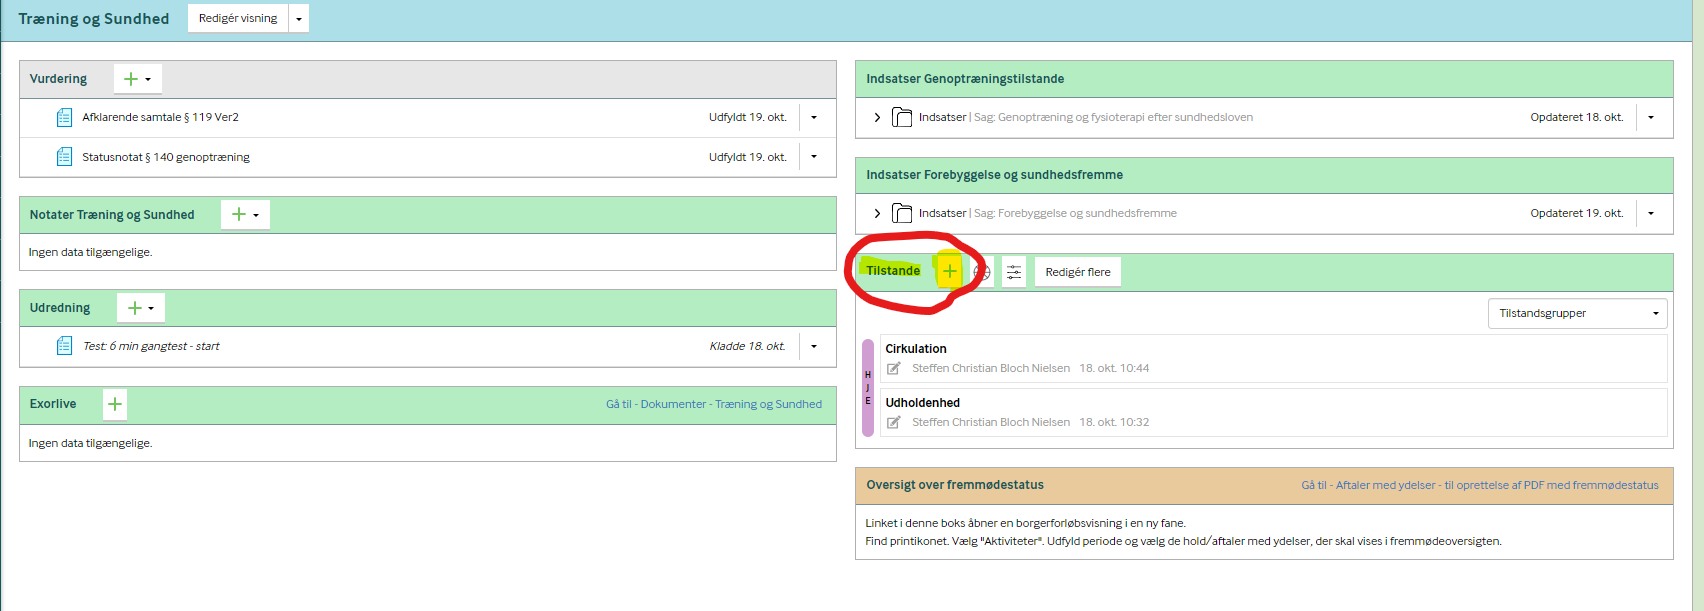 Træning og Sundhed
Redigér visning
Vurdering
Afklarende samtale § 119 Ver2
Udfyldt 19. okt.
Statusnotat § 140 genoptræning
Udfyldt 19. okt.
Notater Træning og Sundhed
Ingen data tilgængelige.
Udredning
Test: 6 min gangtest - start
Kladde 18. okt.
Exorlive
Gå til - Dokumenter - Træning og Sundhed
Ingen data tilgængelige.
Indsatser Genoptræningstilstande
Indsatser | Sag: Genoptræning og fysioterapi efter sundhedsloven
Opdateret 18. okt.
Indsatser Forebyggelse og sundhedsfremme
Indsatser | Sag: Forebyggelse og sundhedsfremme
Opdateret 19. okt.
Tilstande
Redigér flere
Tilstandsgrupper
H
J
E
Cirkulation
Steffen Christian Bloch Nielsen 18. okt. 10:44
Udholdenhed
Steffen Christian Bloch Nielsen 18. okt. 10:32
Oversigt over fremmødestatus
Gå til - Aftaler med ydelser - til oprettelse af PDF med fremmødestatus
Linket i denne boks åbner en borgerforløbsvisning i en ny fane.
Find printikonet. Vælg "Aktiviteter". Udfyld periode og vælg de hold/aftaler med ydelser, der skal vises i fremmødeoversigten.